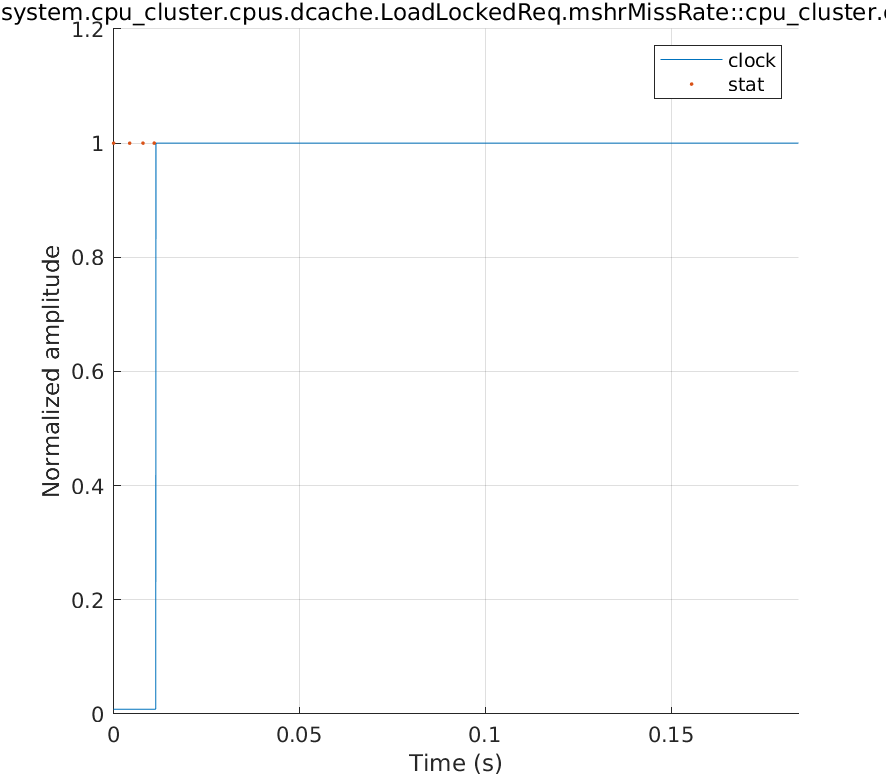 system.cpu_cluster.cpus.dcache.LoadLockedReq.mshrMissRate::cpu_cluster.
1.2
clock
stat
1
0.8
0.6
0.4
0.2
0
Normalized amplitude
0
0.05
0.1
0.15
Time (s)